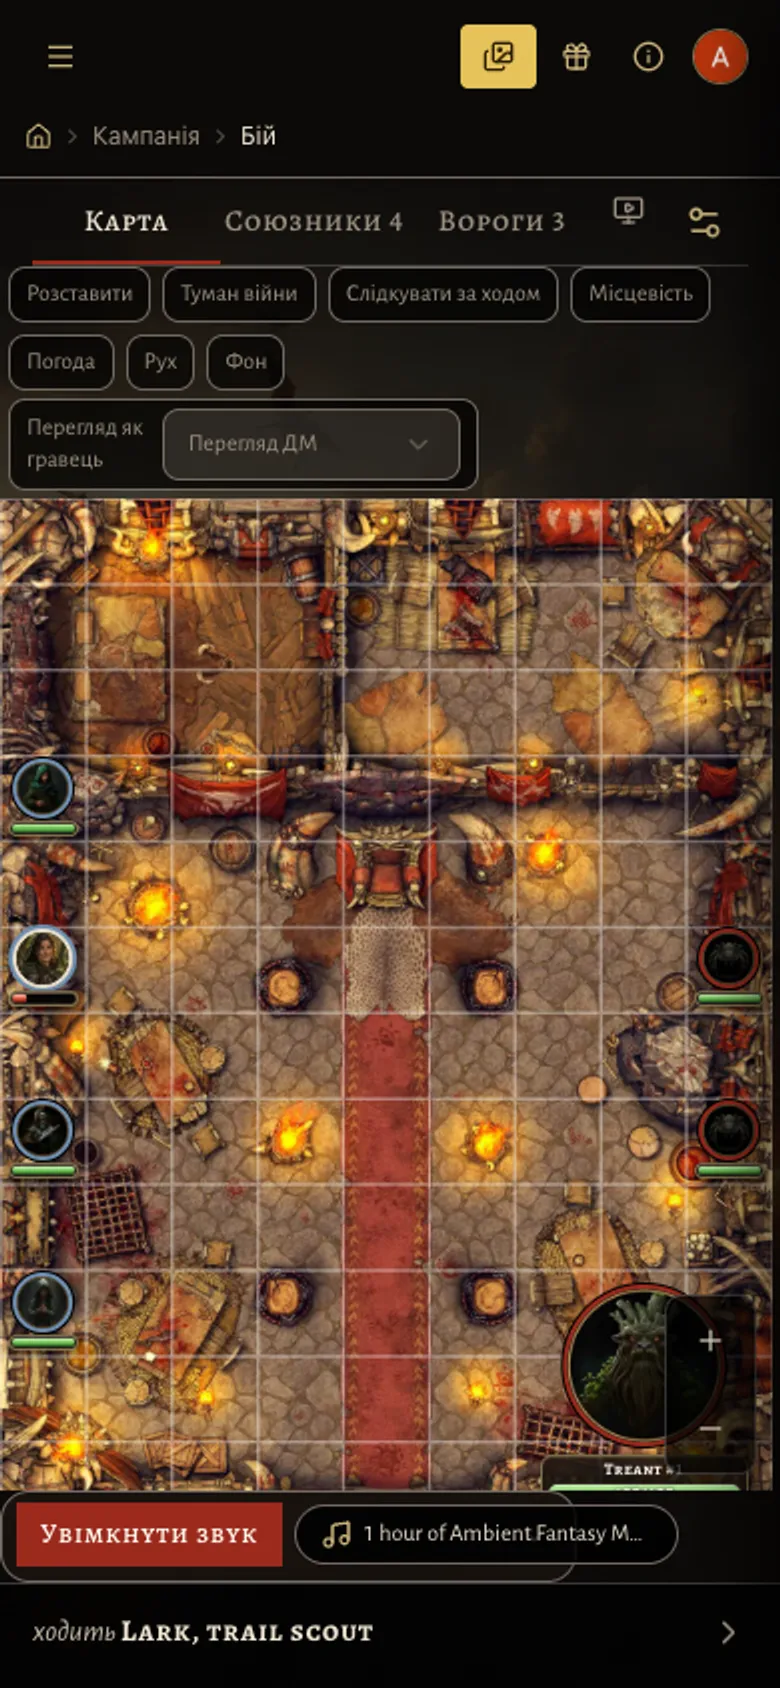 A
Кампанія > Бій
Карта Союзники 4 Вороги 3
Розставити Туман війни Слідкувати за ходом Місцевість
Погода Рух Фон
Перегляд як гравець
Перегляд ДМ
+
−
Treant #1
Увімкнути звук
1 hour of Ambient Fantasy M...
ходить Lark, trail scout